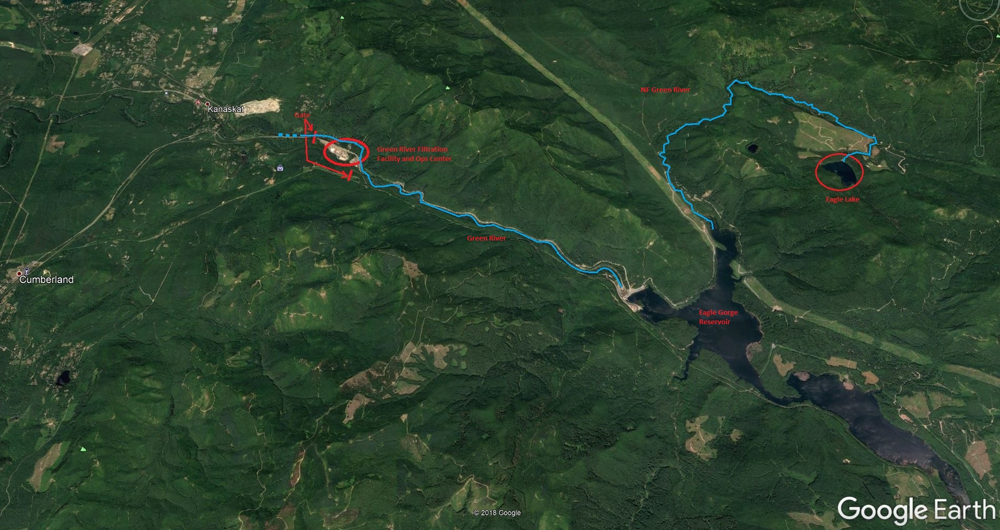 NF Green River
Kanaskat
Gate
Green River Filtration
Facility and Ops Center
Eagle Lake
Green River
Cumberland
Eagle Gorge
Reservoir
© 2018 Google
Google Earth